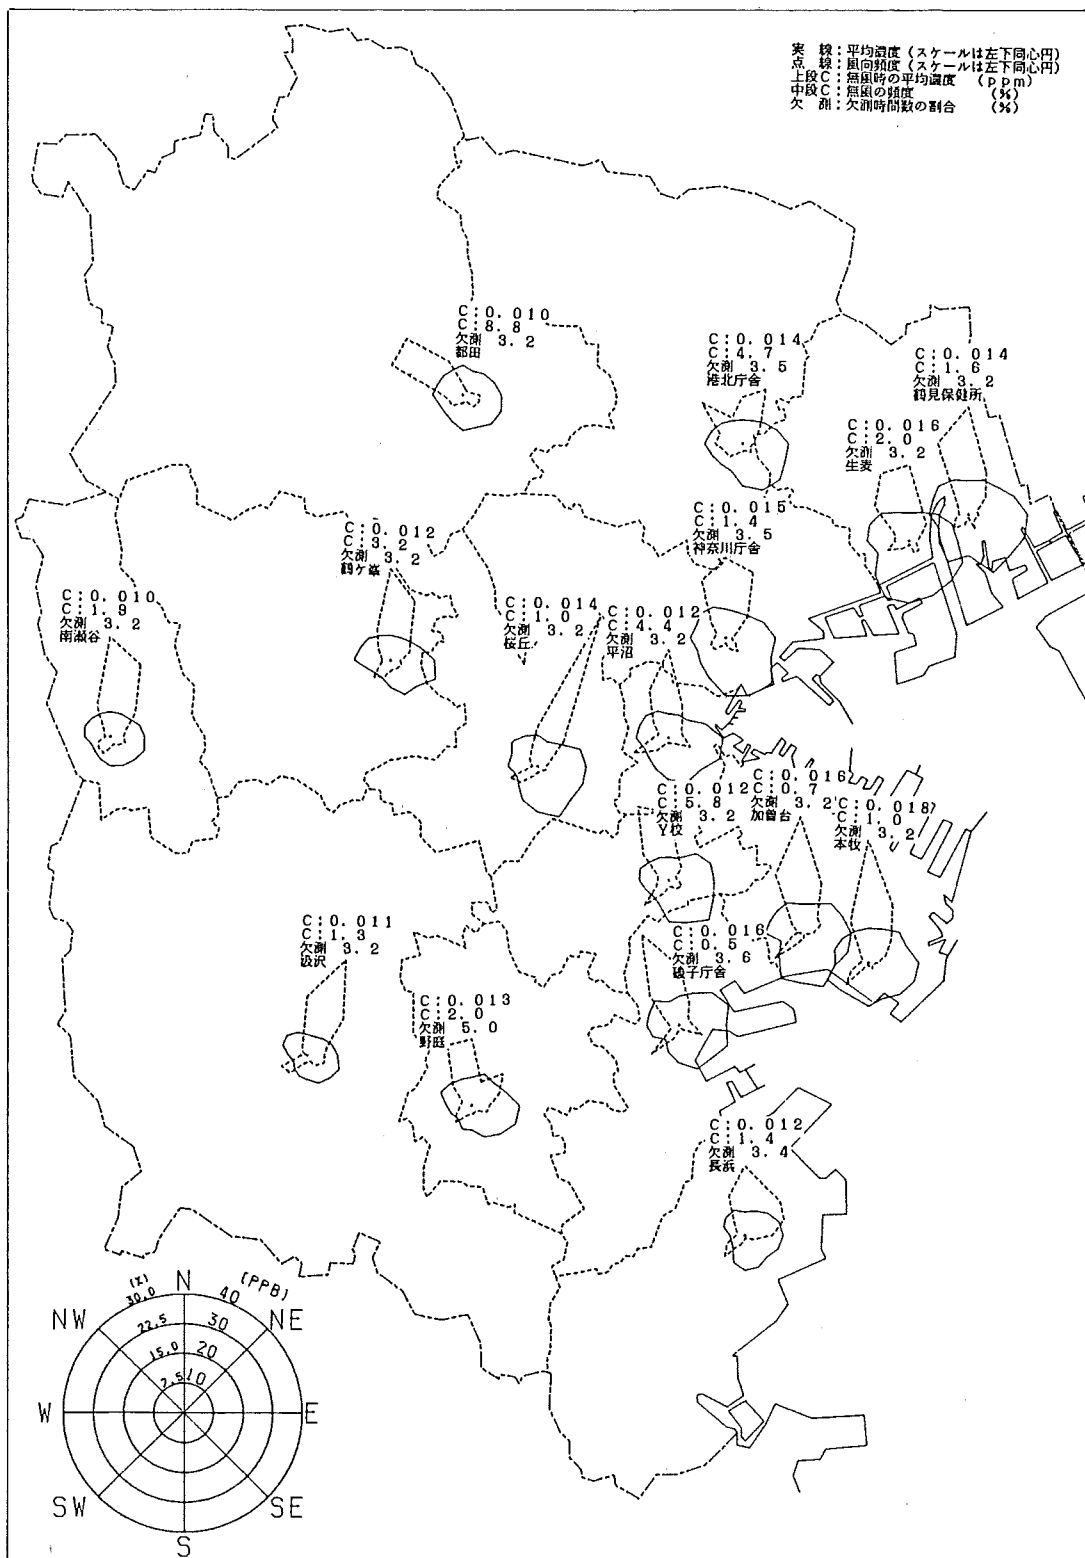 実 線：平均濃度（スケールは左下同心円）
点 線：風向頻度（スケールは左下同心円）
上段C：無風時の平均濃度 （ppm）
中段C：無風の頻度 （％）
欠 測：欠測時間数の割合 （％）
C：0．010
C：8．8
欠測 3．2
都田
C：0．014
C：4．7
欠測 3．5
港北庁舎
C：0．014
C：1．6
欠測 3．2
鶴見保健所
C：0．016
C：2．0
欠測 3．2
生麦
C：0．015
C：1．4
欠測 3．5
神奈川庁舎
C：0．012
C：3．2
欠測 3．2
鶴ケ峯
C：0．010
C：1．9
欠測 3．2
南瀬谷
C：0．014
C：1．0
欠測 3．2
桜丘
C：0．012
C：4．4
欠測 3．2
平沼
C：0．012
C：5．8
欠測 3．2
Y校
C：0．016
C：0．7
欠測 3．2
加曽台
C：0．018
C：1．0
欠測 3．2
本牧
C：0．016
C：0．5
欠測 3．6
磯子庁舎
C：0．011
C：1．3
欠測 3．2
汲沢
C：0．013
C：2．0
欠測 5．0
野庭
C：0．012
C：1．4
欠測 3．4
長浜
(%) N (PPB)
30.0 40
NW 22.5 30 NE
15.0 20
7.5 10
W E
SW SE
S